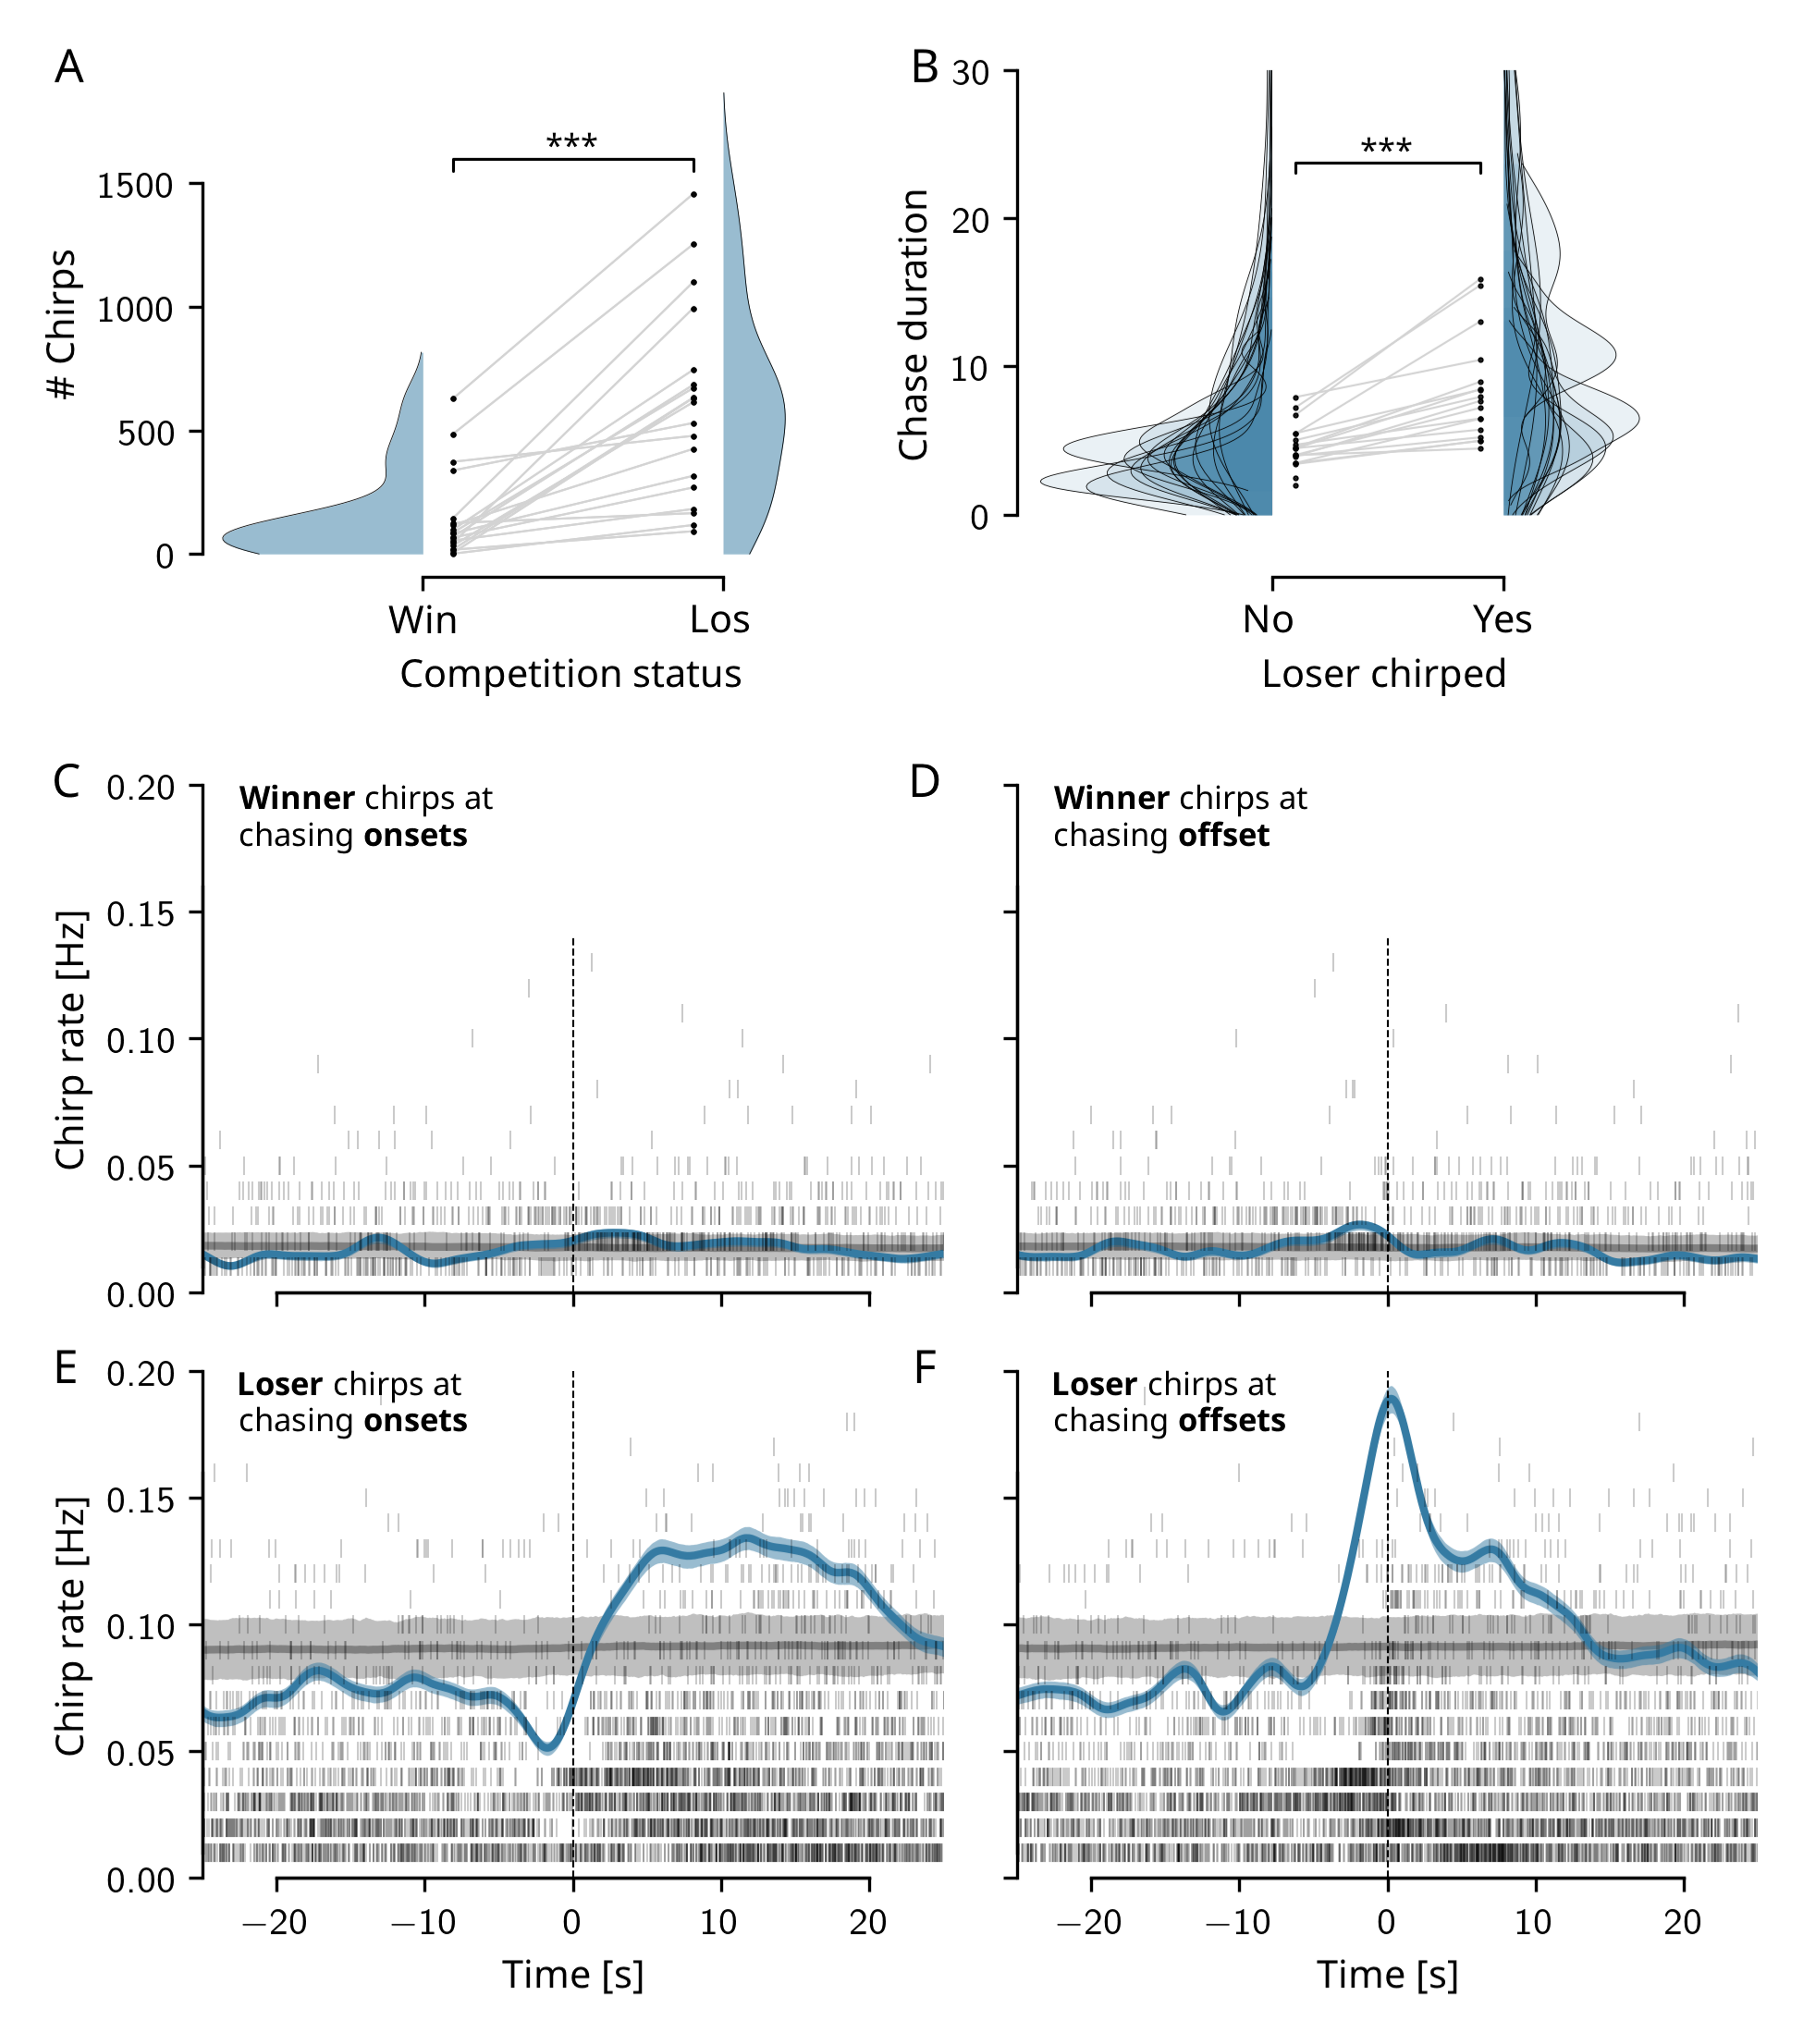 A
# Chirps
1500
1000
500
0
***
Win
Los
Competition status
B
Chase duration
30
20
10
0
***
No
Yes
Loser chirped
C
Chirp rate [Hz]
0.20
0.15
0.10
0.05
0.00
Winner chirps at
chasing onsets
D
Winner chirps at
chasing offset
E
Chirp rate [Hz]
0.20
0.15
0.10
0.05
0.00
Loser chirps at
chasing onsets
−20
−10
0
10
20
Time [s]
F
Loser chirps at
chasing offsets
−20
−10
0
10
20
Time [s]